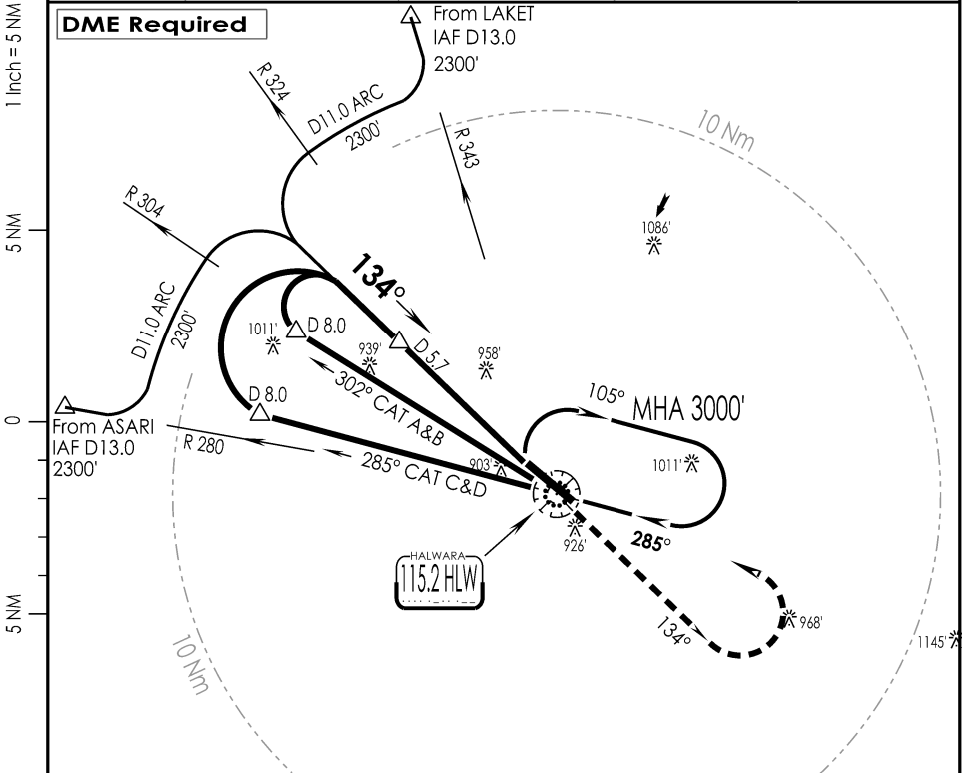 DME Required
From LAKET
IAF D13.0
2300'
1 Inch = 5 NM
R 324
D11.0 ARC
2300'
R 343
10 Nm
R 304
1086'
5 NM
134°
D11.0 ARC
2300'
1011'
D 8.0
939'
D 5.7
958'
302° CAT A&B
D 8.0
105°
MHA 3000'
0
From ASARI
IAF D13.0
2300'
R 280
285° CAT C&D
903'
1011'
285°
926'
HALWARA
115.2 HLW
134°
968'
5 NM
1145'
10 Nm